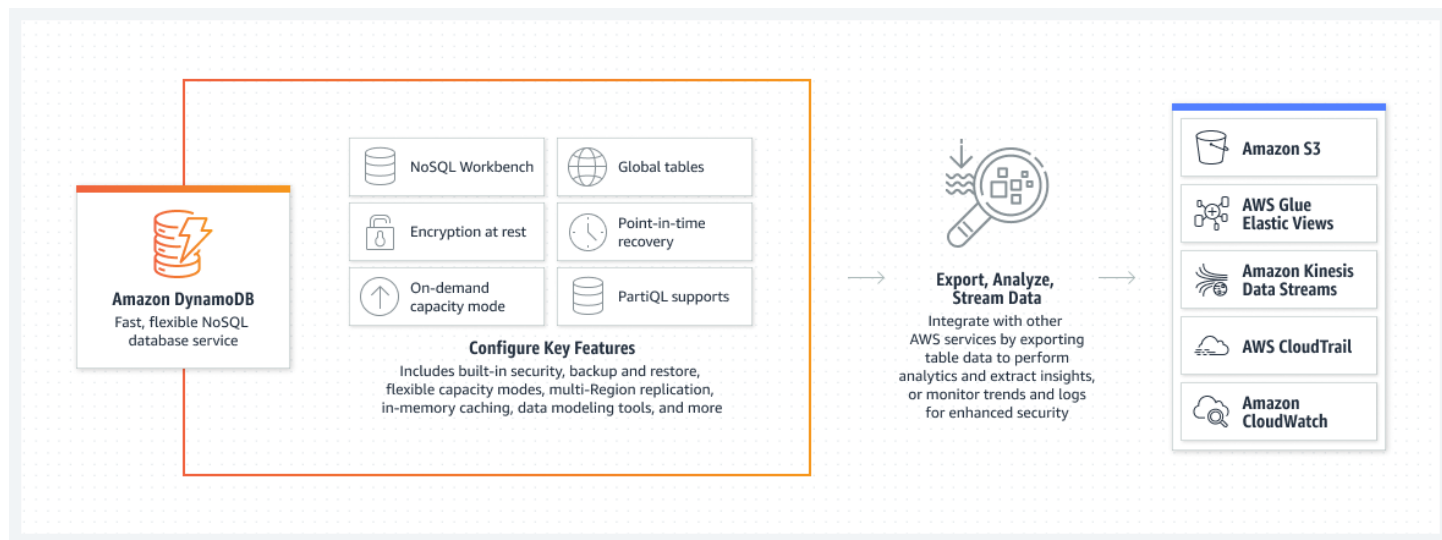 Amazon DynamoDB
Fast, flexible NoSQL
database service
NoSQL Workbench
Global tables
Encryption at rest
Point-in-time
recovery
On-demand
capacity mode
PartiQL supports
Configure Key Features
Includes built-in security, backup and restore,
flexible capacity modes, multi-Region replication,
in-memory caching, data modeling tools, and more
Export, Analyze,
Stream Data
Integrate with other
AWS services by exporting
table data to perform
analytics and extract insights,
or monitor trends and logs
for enhanced security
Amazon S3
AWS Glue
Elastic Views
Amazon Kinesis
Data Streams
AWS CloudTrail
Amazon
CloudWatch